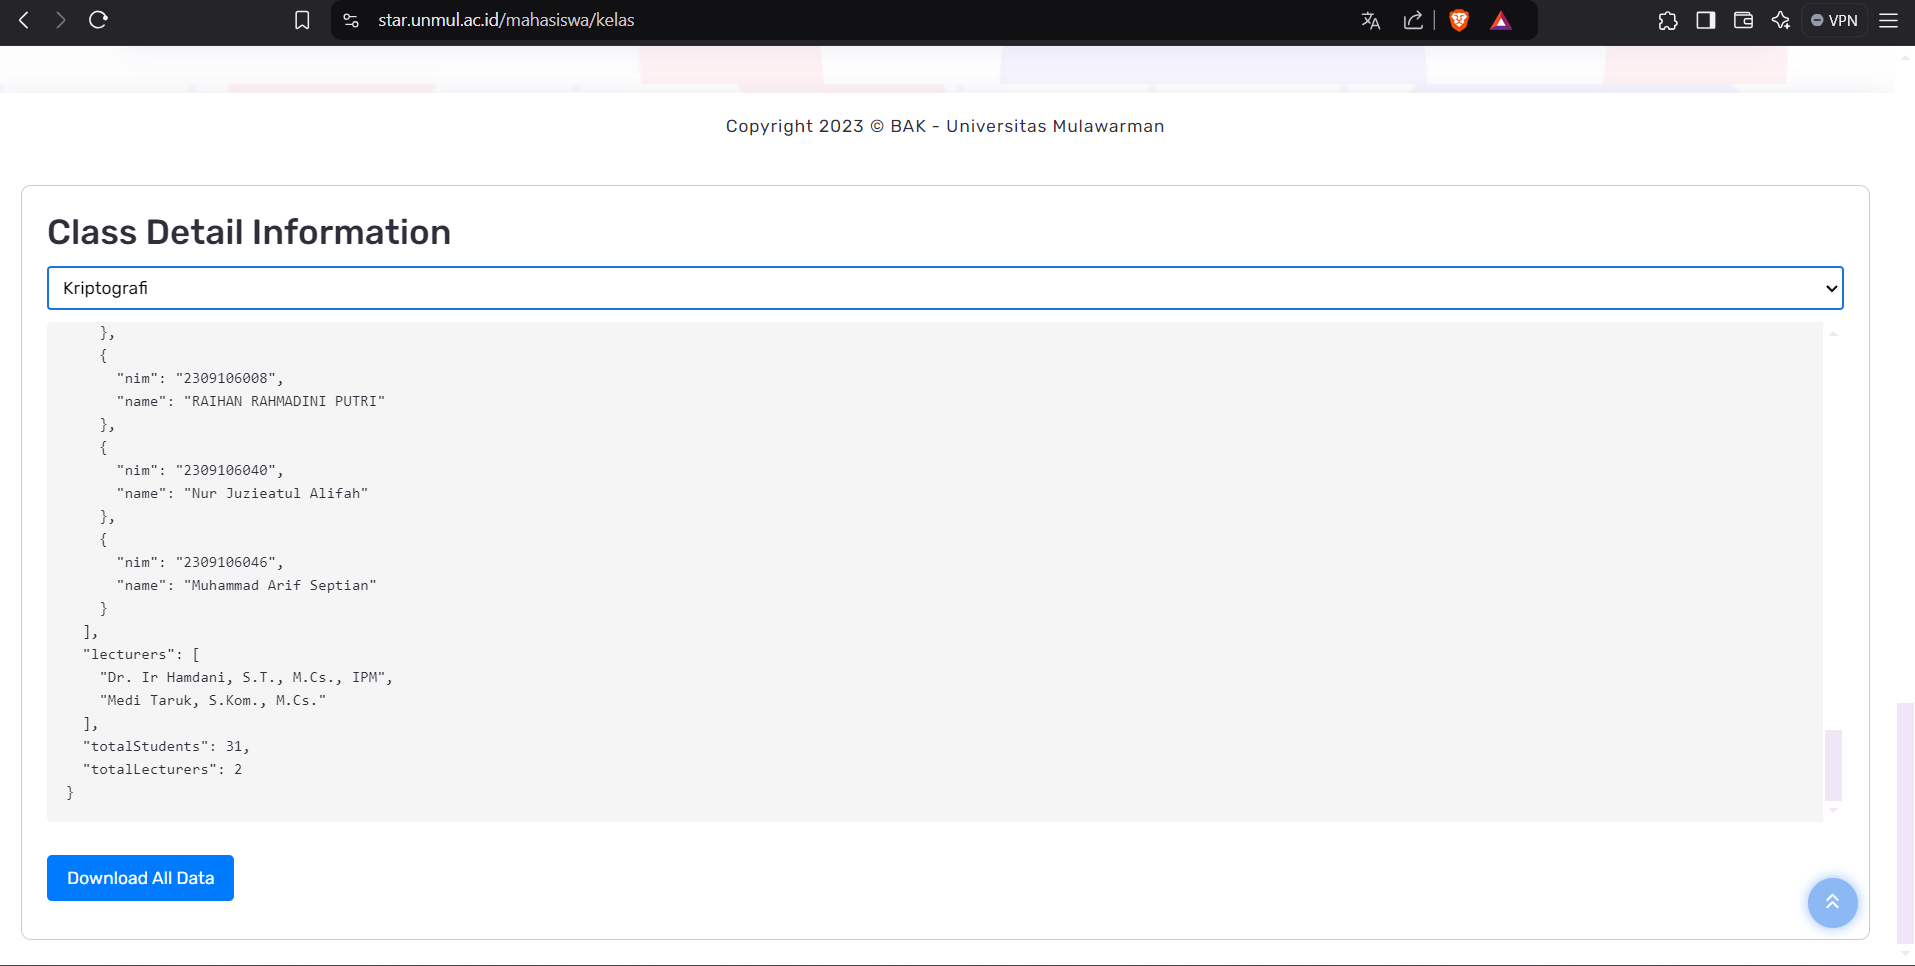 star.unmul.ac.id/mahasiswa/kelas
VPN
Copyright 2023 © BAK - Universitas Mulawarman
Class Detail Information
Kriptografi
},
{
"nim": "2309106008",
"name": "RAIHAN RAHMADINI PUTRI"
},
{
"nim": "2309106040",
"name": "Nur Juzieatul Alifah"
},
{
"nim": "2309106046",
"name": "Muhammad Arif Septian"
}
],
"lecturers": [
"Dr. Ir Hamdani, S.T., M.Cs., IPM",
"Medi Taruk, S.Kom., M.Cs."
],
"totalStudents": 31,
"totalLecturers": 2
}
Download All Data